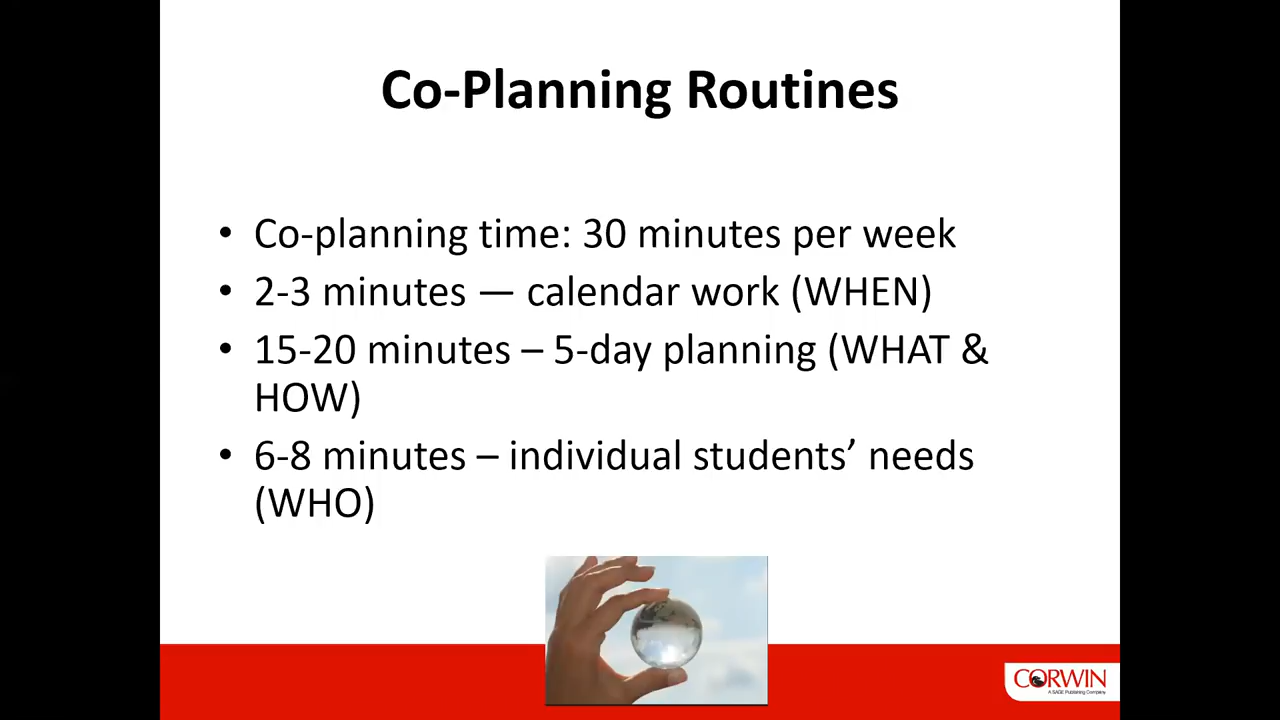 Co-Planning Routines
• Co-planning time: 30 minutes per week
• 2-3 minutes — calendar work (WHEN)
• 15-20 minutes – 5-day planning (WHAT &
HOW)
• 6-8 minutes – individual students’ needs
(WHO)
CORWIN
A SAGE Publishing Company